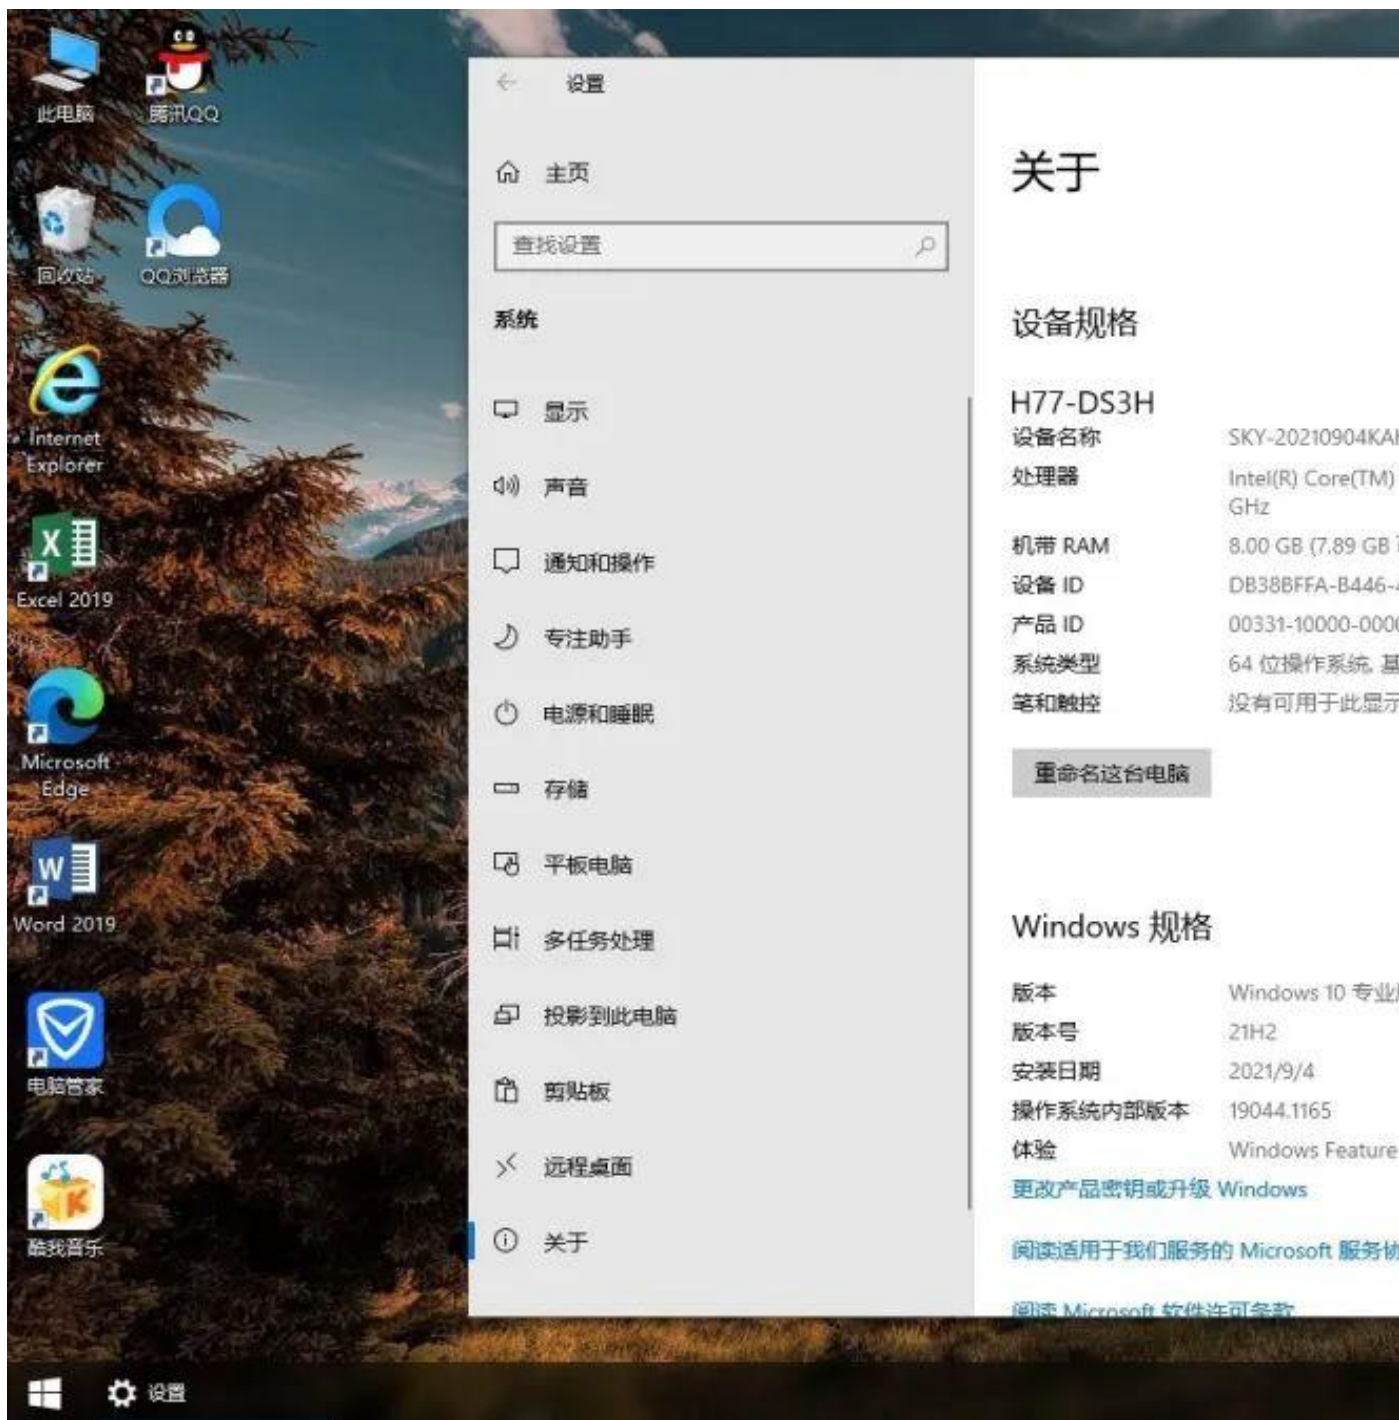 此电脑
腾讯QQ
回收站
QQ浏览器
Internet
Explorer
Excel 2019
Microsoft
Edge
Word 2019
电脑管家
酷我音乐
设置
主页
查找设置
系统
显示
声音
通知和操作
专注助手
电源和睡眠
存储
平板电脑
多任务处理
投影到此电脑
剪贴板
远程桌面
关于
关于
设备规格
H77-DS3H
设备名称 SKY-20210904KA
处理器 Intel(R) Core(TM)
GHz
机带 RAM 8.00 GB (7.89 GB
设备 ID DB38BFFA-B446-
产品 ID 00331-10000-000
系统类型 64 位操作系统, 基
笔和触控 没有可用于此显示
重命名这台电脑
Windows 规格
版本 Windows 10 专业
版本号 21H2
安装日期 2021/9/4
操作系统内部版本 19044.1165
体验 Windows Feature
更改产品密钥或升级 Windows
阅读适用于我们服务的 Microsoft 服务协
阅读 Microsoft 软件许可条款
设置